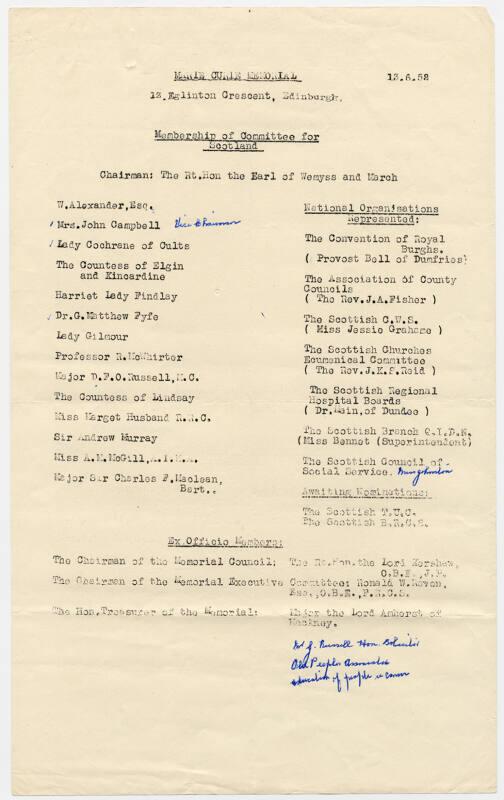 MARIE CURIE MEMORIAL
12.6.52
12, Eglinton Crescent, Edinburgh.
Membership of Committee for
Scotland
Chairman: The Rt.Hon the Earl of Wemyss and March
W.Alexander,Esq.
Mrs.John Campbell Vice Chairman
Lady Cochrane of Cults
The Countess of Elgin
and Kincardine
Harriet Lady Findlay
Dr.G.Matthew Fyfe
Lady Gilmour
Professor R.McWhirter
Major D.F.O.Russell,M.C.
The Countess of Lindsay
Miss Marget Husband R.R.C.
Sir Andrew Murray
Miss A.M.McGill,A.I.M.A.
Major Sir Charles F.Maclean,
Bart..
National Organisations
Represented:
The Convention of Royal
Burghs.
( Provost Bell of Dumfries)
The Association of County
Councils
( The Rev.J.A.Fisher )
The Scottish C.W.S.
( Miss Jessie Grahame )
The Scottish Churches
Ecumenical Committee
( The Rev.J.K.S.Reid )
The Scottish Regional
Hospital Boards
( Dr.Main,of Dundee )
The Scottish Branch Q.I.D.N.
(Miss Bennet (Superintendent)
The Scottish Council of
Social Service.
Awaiting Nominations:
The Scottish T.U.C.
The Scottish B.R.C.S.
Ex.Officio Members:
The Chairman of the Memorial Council; The Rt.Hon.the Lord Kershaw,
O.B.E.,J.P.
The Chairman of the Memorial Executive Committee: Ronald W.Raven,
Esq.,O.B.E.,F.R.C.S.
The Hon.Treasurer of the Memorial: Major the Lord Amherst of
Hackney.
J. Russell Hon. Solicitor
Old Peoples Association
education of people